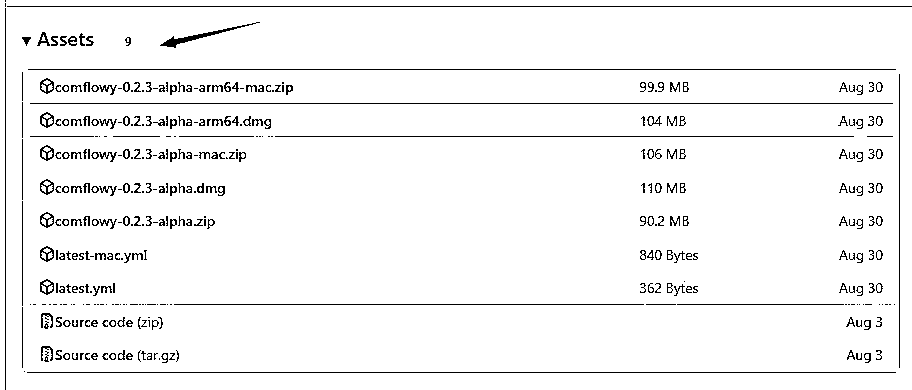 Assets 9
comflowy-0.2.3-alpha-arm64-mac.zip 99.9 MB Aug 30
comflowy-0.2.3-alpha-arm64.dmg 104 MB Aug 30
comflowy-0.2.3-alpha-mac.zip 106 MB Aug 30
comflowy-0.2.3-alpha.dmg 110 MB Aug 30
comflowy-0.2.3-alpha.zip 90.2 MB Aug 30
latest-mac.yml 840 Bytes Aug 30
latest.yml 362 Bytes Aug 30
Source code (zip) Aug 3
Source code (tar.gz) Aug 3